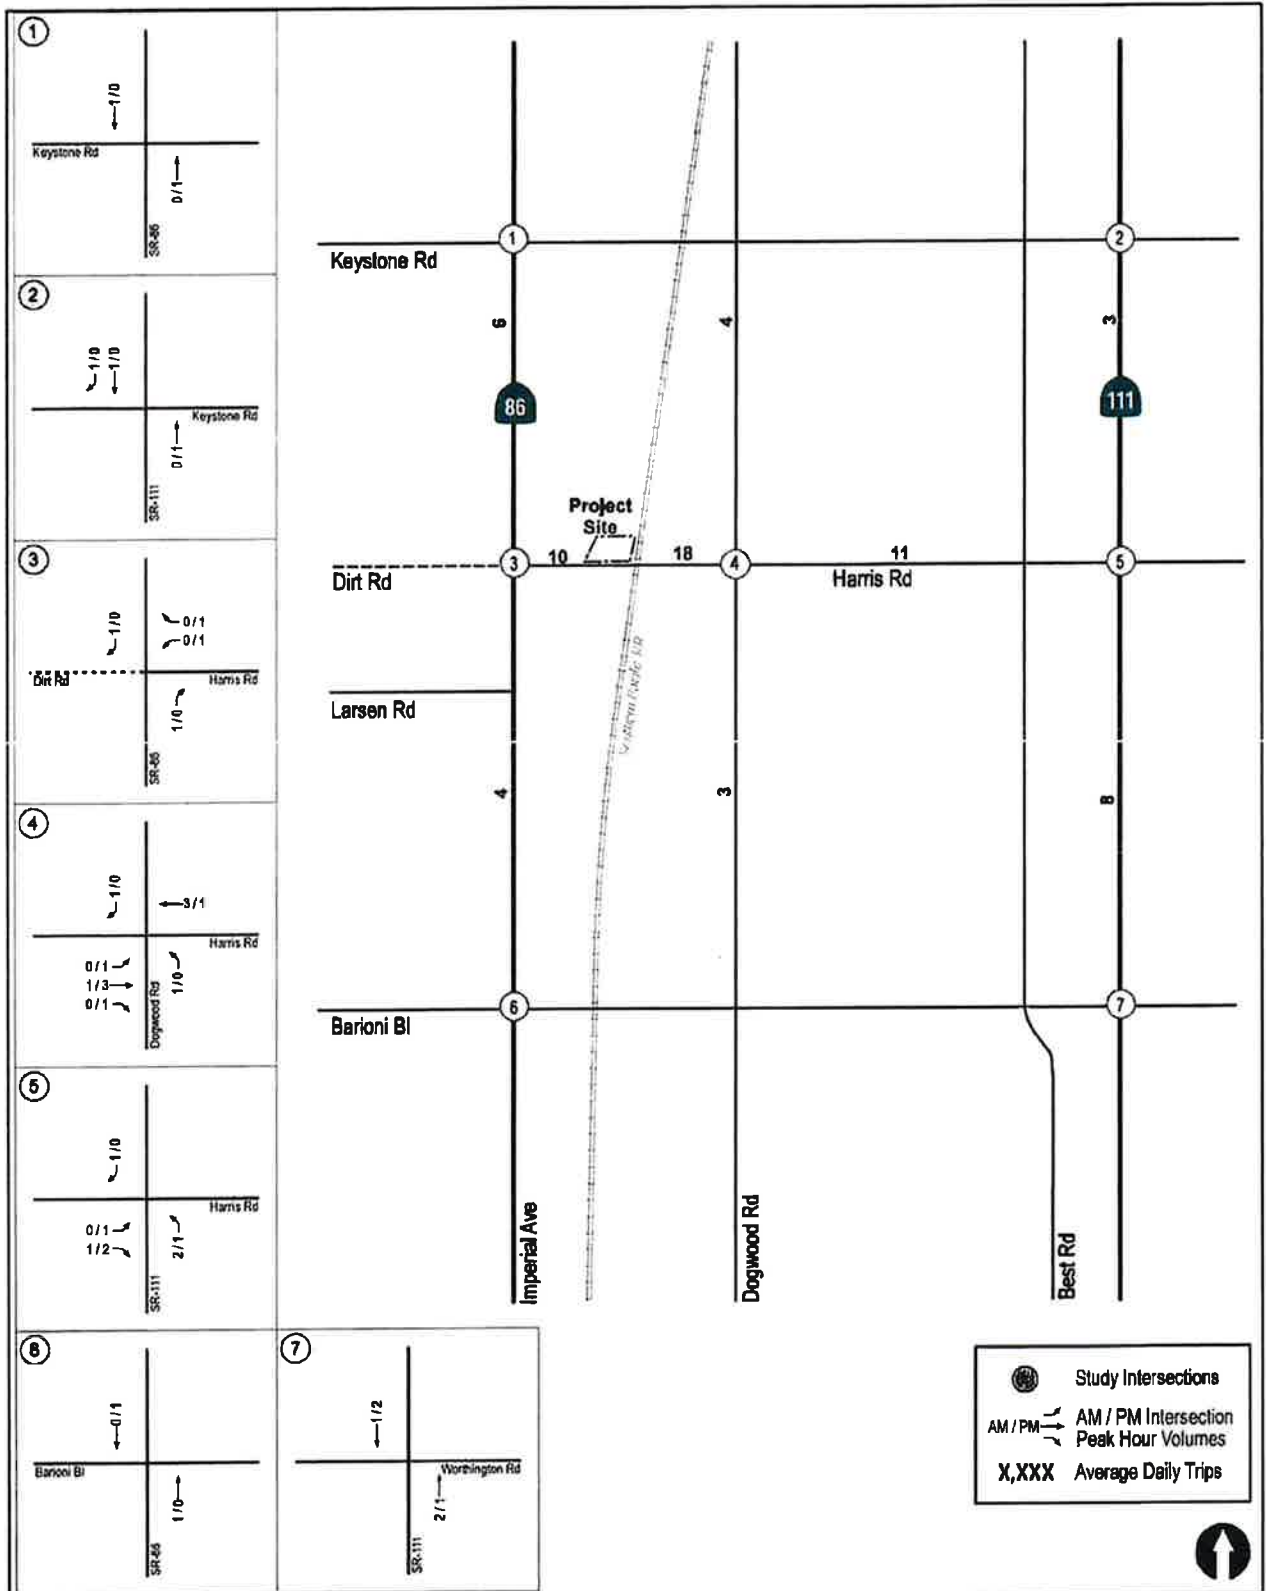 1
1/0
Keystone Rd
0/1
SR-86
2
1/0
1/0
Keystone Rd
0/1
SR-111
3
1/0
0/1
0/1
Dirt Rd
Harris Rd
1/0
SR-86
4
1/0
3/1
Harris Rd
0/1
1/3
0/1
1/0
Dogwood Rd
5
1/0
Harris Rd
0/1
1/2
2/1
SR-111
6
0/1
Barioni Bl
1/0
SR-86
7
1/2
Worthington Rd
2/1
SR-111
1
2
Keystone Rd
6
4
3
86
111
Project
Site
3
10
18
4
11
5
Dirt Rd
Harris Rd
Larsen Rd
4
3
8
6
7
Barioni Bl
Imperial Ave
Dogwood Rd
Best Rd
Study Intersections
AM / PM
AM / PM Intersection
Peak Hour Volumes
X,XXX Average Daily Trips